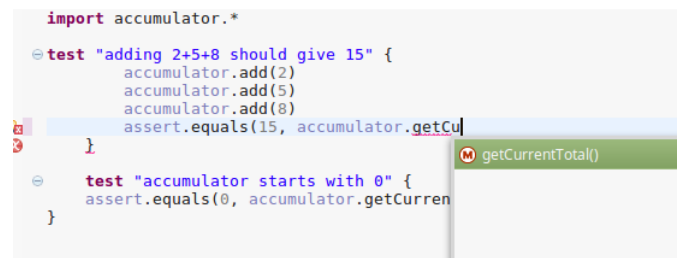 import accumulator.*
test "adding 2+5+8 should give 15" {
accumulator.add(2)
accumulator.add(5)
accumulator.add(8)
assert.equals(15, accumulator.getCu
}
M getCurrentTotal()
test "accumulator starts with 0" {
assert.equals(0, accumulator.getCurren
}